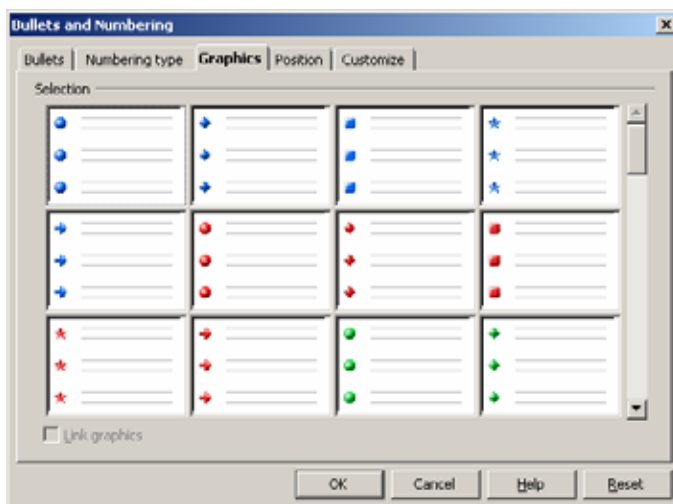 Bullets and Numbering
Bullets Numbering type Graphics Position Customize
Selection
Link graphics
OK Cancel Help Reset